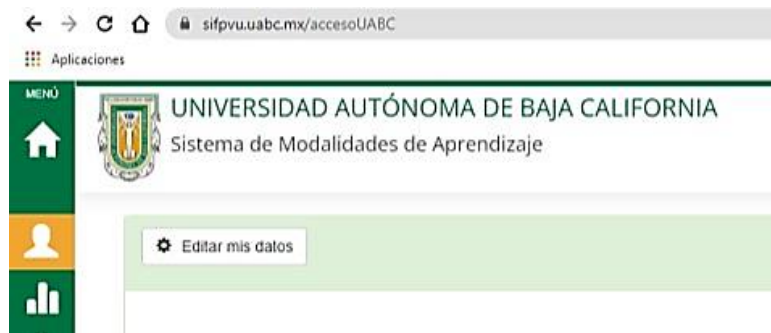 sifpvu.uabc.mx/accesoUABC
Aplicaciones
MENÚ
UNIVERSIDAD AUTÓNOMA DE BAJA CALIFORNIA
Sistema de Modalidades de Aprendizaje
Editar mis datos